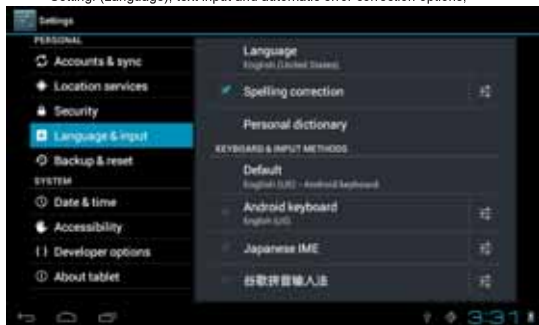 Setting: (Language), text input and automatic error correction options;
Settings
PERSONAL
Accounts & sync
Location services
Security
Language & input
Backup & reset
SYSTEM
Date & time
Accessibility
{ } Developer options
About tablet
Language
English (United States)
Spelling correction
Personal dictionary
KEYBOARD & INPUT METHODS
Default
English (US) - Android keyboard
Android keyboard
English (US)
Japanese IME
谷歌拼音输入法
3:31